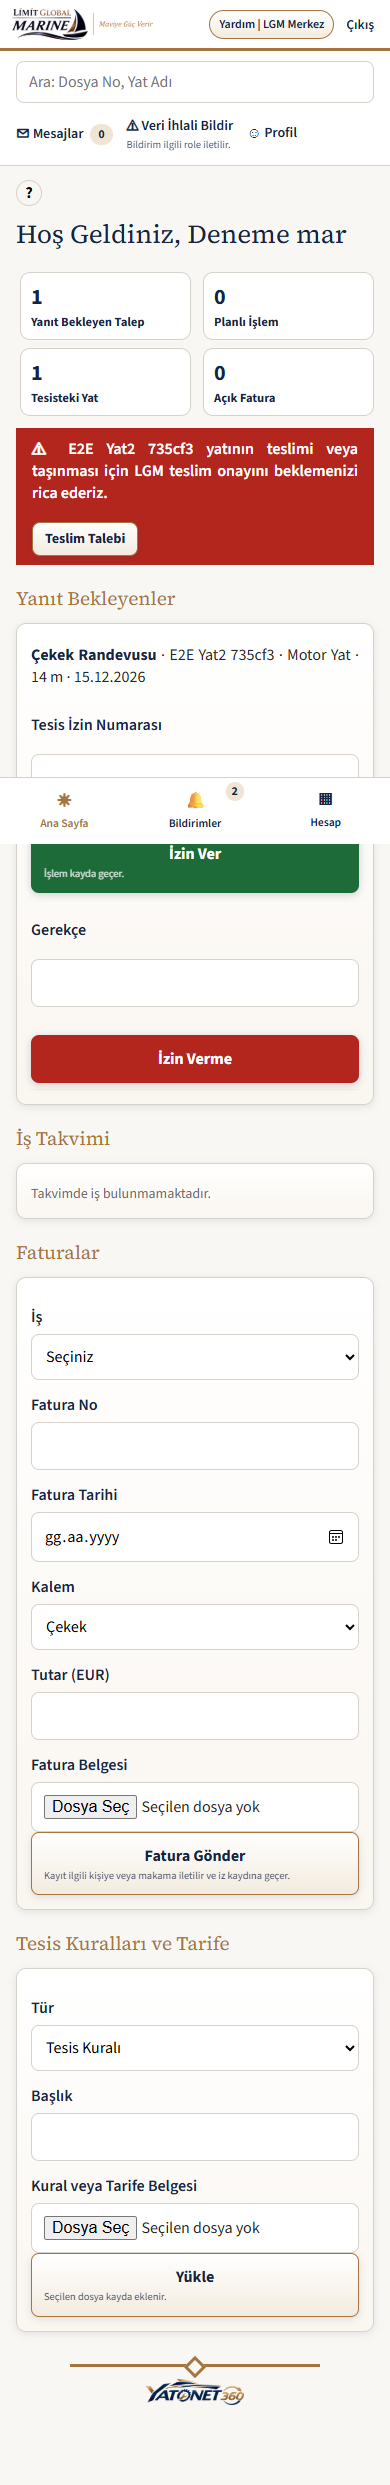 LİMİT GLOBAL
MARINE
Maviye Güç Verir
Yardım | LGM Merkez
Çıkış
Ara: Dosya No, Yat Adı
Mesajlar 0
⚠ Veri İhlali Bildir
Bildirim ilgili role iletilir.
☺ Profil
?
Hoş Geldiniz, Deneme mar
1
Yanıt Bekleyen Talep
0
Planlı İşlem
1
Tesisteki Yat
0
Açık Fatura
⚠ E2E Yat2 735cf3 yatının teslimi veya
taşınması için LGM teslim onayını beklemenizi
rica ederiz.
Teslim Talebi
Yanıt Bekleyenler
Çekek Randevusu · E2E Yat2 735cf3 · Motor Yat ·
14 m · 15.12.2026
Tesis İzin Numarası
Ana Sayfa
Bildirimler
2
Hesap
İzin Ver
İşlem kayda geçer.
Gerekçe
İzin Verme
İş Takvimi
Takvimde iş bulunmamaktadır.
Faturalar
İş
Seçiniz
Fatura No
Fatura Tarihi
gg.aa.yyyy
Kalem
Çekek
Tutar (EUR)
Fatura Belgesi
Dosya Seç Seçilen dosya yok
Fatura Gönder
Kayıt ilgili kişiye veya makama iletilir ve iz kaydına geçer.
Tesis Kuralları ve Tarife
Tür
Tesis Kuralı
Başlık
Kural veya Tarife Belgesi
Dosya Seç Seçilen dosya yok
Yükle
Seçilen dosya kayda eklenir.
YATONET360